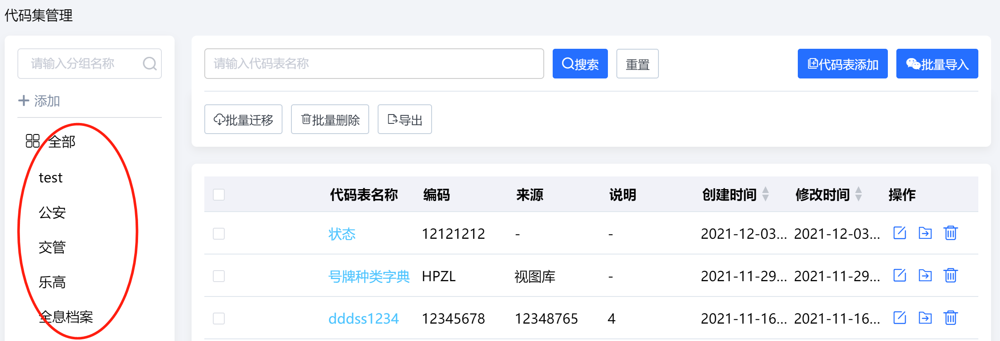 代码集管理
请输入分组名称
添加
全部
test
公安
交管
乐高
全息档案
请输入代码表名称 搜索 重置 代码表添加 批量导入
批量迁移 批量删除 导出
代码表名称 编码 来源 说明 创建时间 修改时间 操作
状态 12121212 - - 2021-12-03... 2021-12-03...
号牌种类字典 HPZL 视图库 - 2021-11-29... 2021-11-29...
dddss1234 12345678 12348765 4 2021-11-16... 2021-11-16...